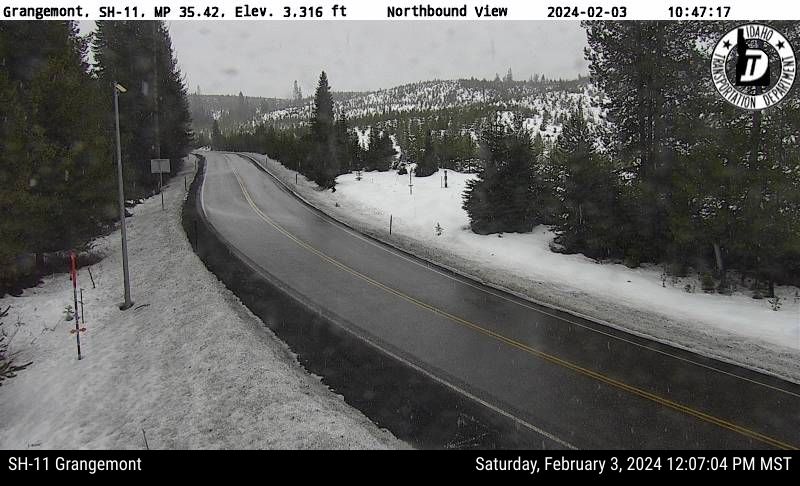 Grangemont, SH-11, MP 35.42, Elev. 3,316 ft Northbound View 2024-02-03 10:47:17
IDAHO
TRANSPORTATION DEPARTMENT
SH-11 Grangemont Saturday, February 3, 2024 12:07:04 PM MST